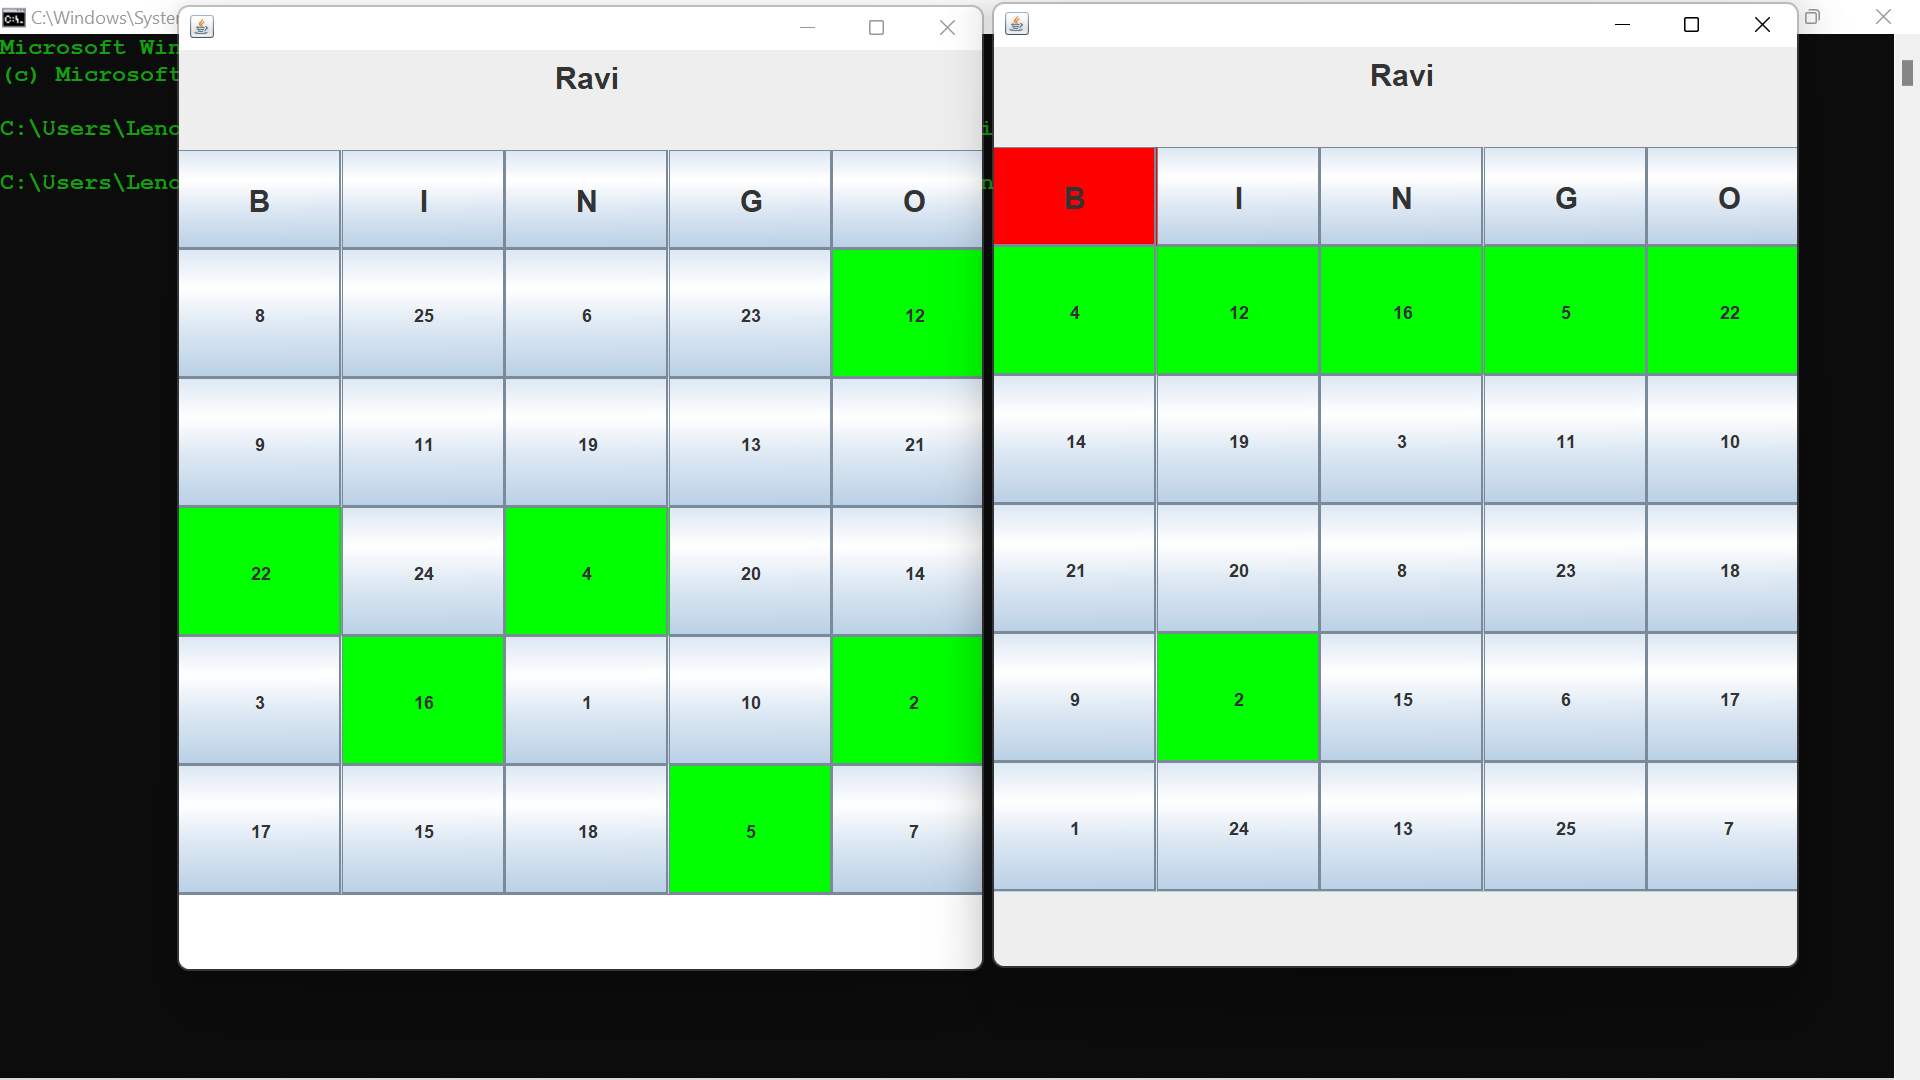 C:\Windows\Syste
Microsoft Win
(c) Microsoft
C:\Users\Leno
C:\Users\Leno
Ravi
B I N G O
8 25 6 23 12
9 11 19 13 21
22 24 4 20 14
3 16 1 10 2
17 15 18 5 7
Ravi
B I N G O
4 12 16 5 22
14 19 3 11 10
21 20 8 23 18
9 2 15 6 17
1 24 13 25 7